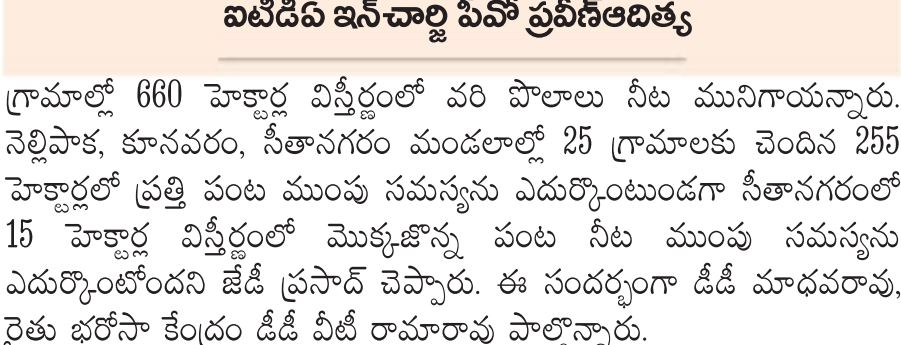 ఐటీడీఏ ఇన్‌చార్జి పీవో ప్రవీణ్‌ఆదిత్య
గ్రామాల్లో 660 హెక్టార్ల విస్తీర్ణంలో వరి పొలాలు నీట మునిగాయన్నారు.
నెల్లిపాక, కూనవరం, సీతానగరం మండలాల్లో 25 గ్రామాలకు చెందిన 255
హెక్టార్లలో ప్రత్తి పంట ముంపు సమస్యను ఎదుర్కొంటుండగా సీతానగరంలో
15 హెక్టార్ల విస్తీర్ణంలో మొక్కజొన్న పంట నీట ముంపు సమస్యను
ఎదుర్కొంటోందని జేడీ ప్రసాద్ చెప్పారు. ఈ సందర్భంగా డీడీ మాధవరావు,
రైతు భరోసా కేంద్రం డీడీ వీటీ రామారావు పాల్గొన్నారు.